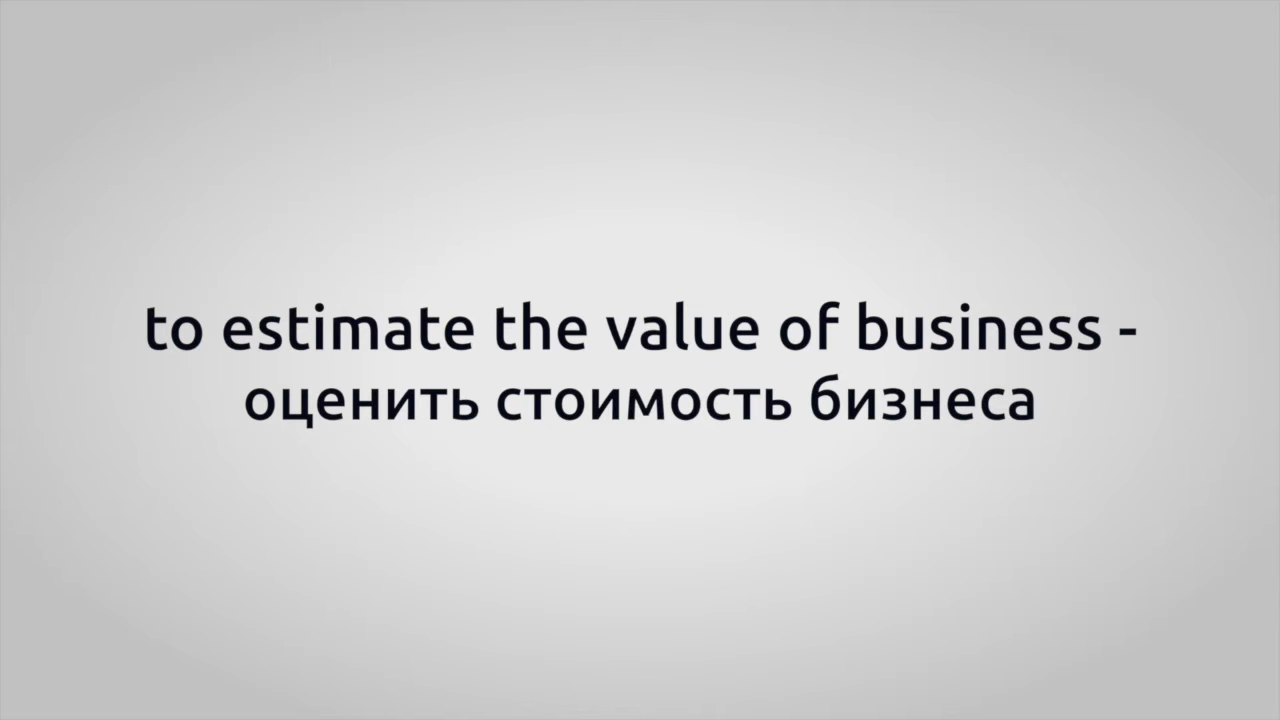 to estimate the value of business -
оценить стоимость бизнеса